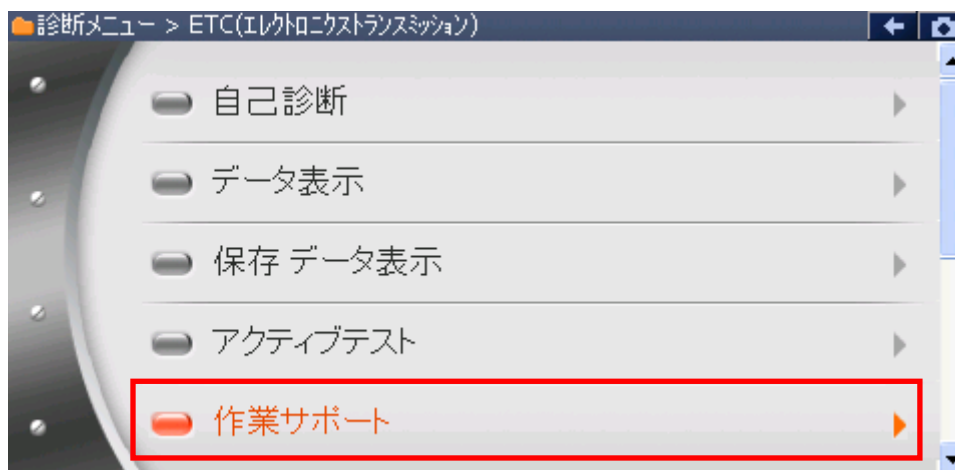 診断メニュー > ETC(ｴﾚｸﾄﾛﾆｸｽﾄﾗﾝｽﾐｯｼｮﾝ)
自己診断
データ表示
保存 データ表示
アクティブテスト
作業サポート